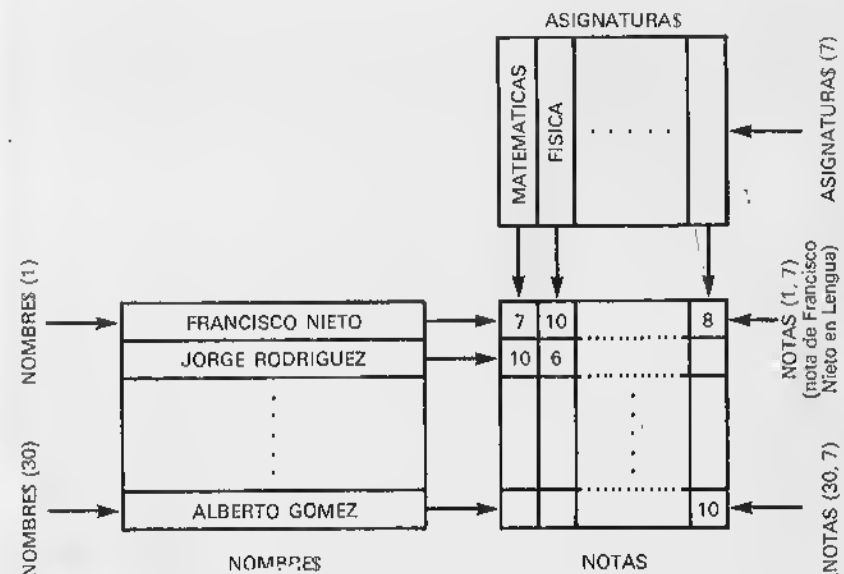 ASIGNATURA$
MATEMATICAS
FISICA
. . . . .
ASIGNATURA$ (7)
NOMBRE$ (1)
FRANCISCO NIETO
7 10 ............ 8
NOTAS (1, 7)
(nota de Francisco
Nieto en Lengua)
JORGE RODRIGUEZ
10 6
NOMBRE$ (30)
ALBERTO GOMEZ
10
NOTAS (30, 7)
NOMBRE$
NOTAS